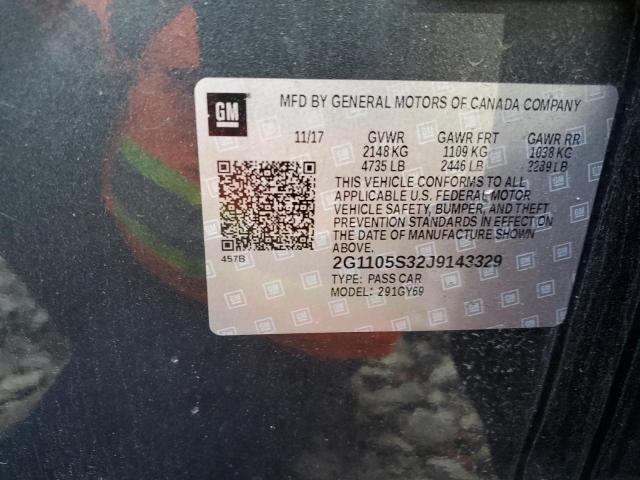 GM
MFD BY GENERAL MOTORS OF CANADA COMPANY
11/17 GVWR GAWR FRT GAWR RR
2148 KG 1109 KG 1038 KG
4735 LB 2446 LB 2289 LB
THIS VEHICLE CONFORMS TO ALL
APPLICABLE U.S. FEDERAL MOTOR
VEHICLE SAFETY, BUMPER, AND THEFT
PREVENTION STANDARDS IN EFFECT ON
THE DATE OF MANUFACTURE SHOWN
ABOVE.
457B
2G1105S32J9143329
TYPE: PASS CAR
MODEL: 291GY69